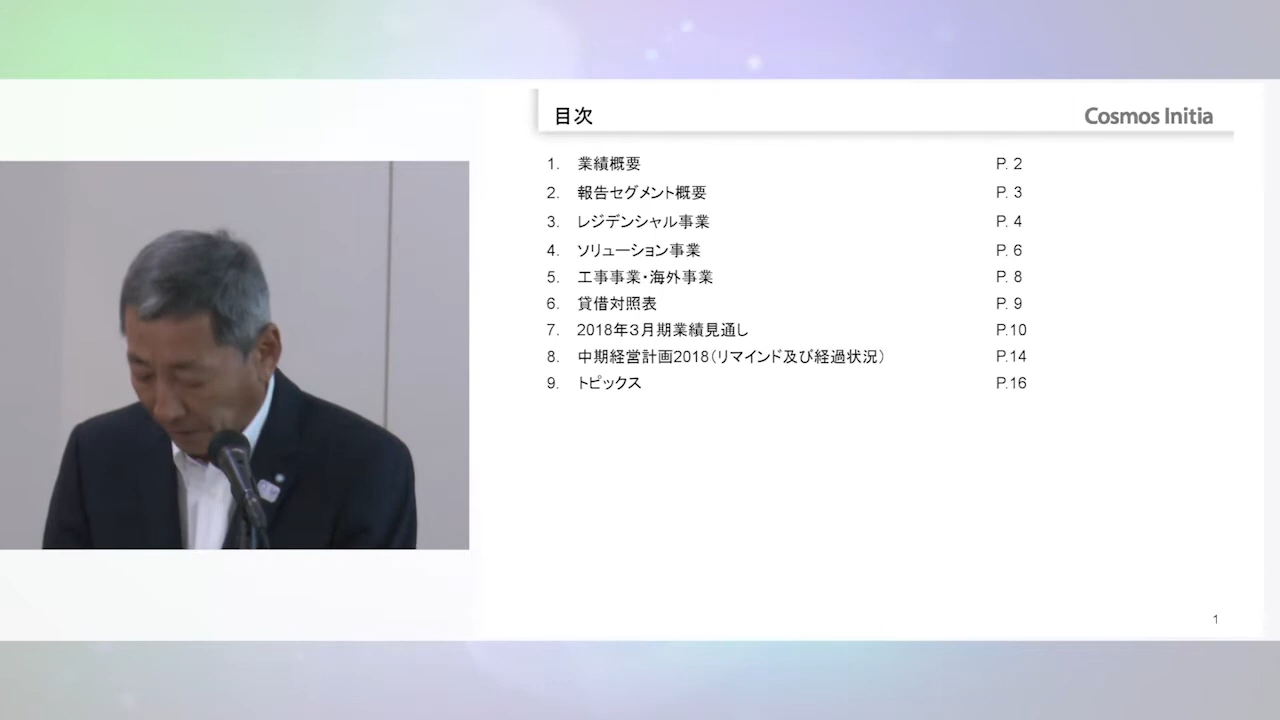 目次
Cosmos Initia
1. 業績概要 P. 2
2. 報告セグメント概要 P. 3
3. レジデンシャル事業 P. 4
4. ソリューション事業 P. 6
5. 工事事業・海外事業 P. 8
6. 貸借対照表 P. 9
7. 2018年3月期業績見通し P.10
8. 中期経営計画2018(リマインド及び経過状況) P.14
9. トピックス P.16
1